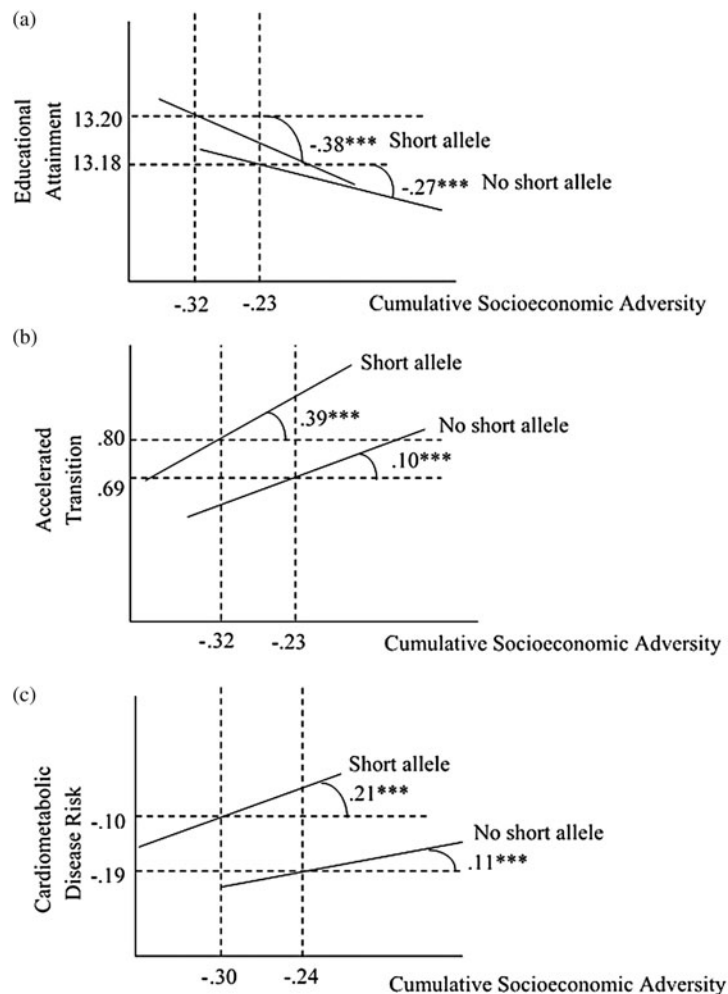 (a)
Educational
Attainment
13.20
13.18
-.38*** Short allele
-.27*** No short allele
-.32
-.23
Cumulative Socioeconomic Adversity
(b)
Accelerated
Transition
Short allele
.39***
No short allele
.80
.10***
.69
-.32
-.23
Cumulative Socioeconomic Adversity
(c)
Cardiometabolic
Disease Risk
Short allele
.21***
-.10
No short allele
.11***
-.19
-.30
-.24
Cumulative Socioeconomic Adversity